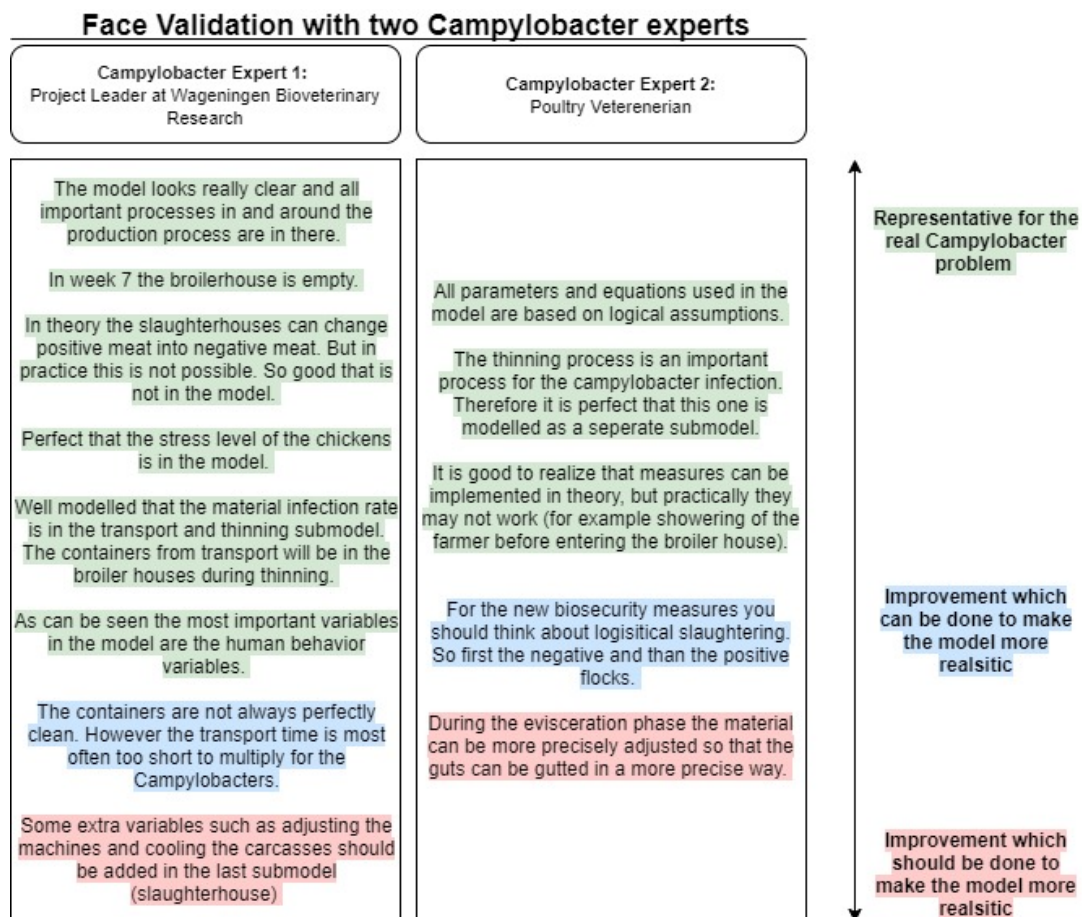 Face Validation with two Campylobacter experts
Campylobacter Expert 1:
Project Leader at Wageningen Bioveterinary
Research
Campylobacter Expert 2:
Poultry Veterenerian
The model looks really clear and all
important processes in and around the
production process are in there.
In week 7 the broilerhouse is empty.
In theory the slaughterhouses can change
positive meat into negative meat. But in
practice this is not possible. So good that is
not in the model.
Perfect that the stress level of the chickens
is in the model.
Well modelled that the material infection rate
is in the transport and thinning submodel.
The containers from transport will be in the
broiler houses during thinning.
As can be seen the most important variables
in the model are the human behavior
variables.
The containers are not always perfectly
clean. However the transport time is most
often too short to multiply for the
Campylobacters.
Some extra variables such as adjusting the
machines and cooling the carcasses should
be added in the last submodel
(slaughterhouse)
All parameters and equations used in the
model are based on logical assumptions.
The thinning process is an important
process for the campylobacter infection.
Therefore it is perfect that this one is
modelled as a seperate submodel.
It is good to realize that measures can be
implemented in theory, but practically they
may not work (for example showering of the
farmer before entering the broiler house).
For the new biosecurity measures you
should think about logisitical slaughtering.
So first the negative and than the positive
flocks.
During the evisceration phase the material
can be more precisely adjusted so that the
guts can be gutted in a more precise way.
Representative for the
real Campylobacter
problem
Improvement which
can be done to make
the model more
realsitic
Improvement which
should be done to
make the model more
realsitic